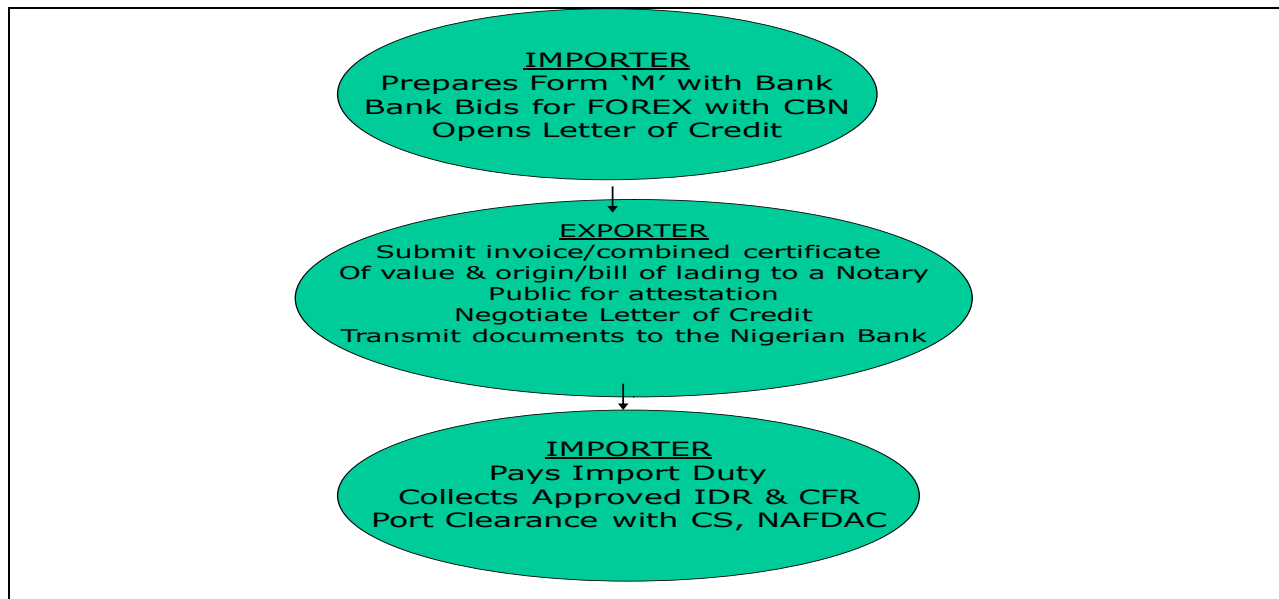 IMPORTER
Prepares Form ‘M’ with Bank
Bank Bids for FOREX with CBN
Opens Letter of Credit
EXPORTER
Submit invoice/combined certificate
Of value & origin/bill of lading to a Notary
Public for attestation
Negotiate Letter of Credit
Transmit documents to the Nigerian Bank
IMPORTER
Pays Import Duty
Collects Approved IDR & CFR
Port Clearance with CS, NAFDAC